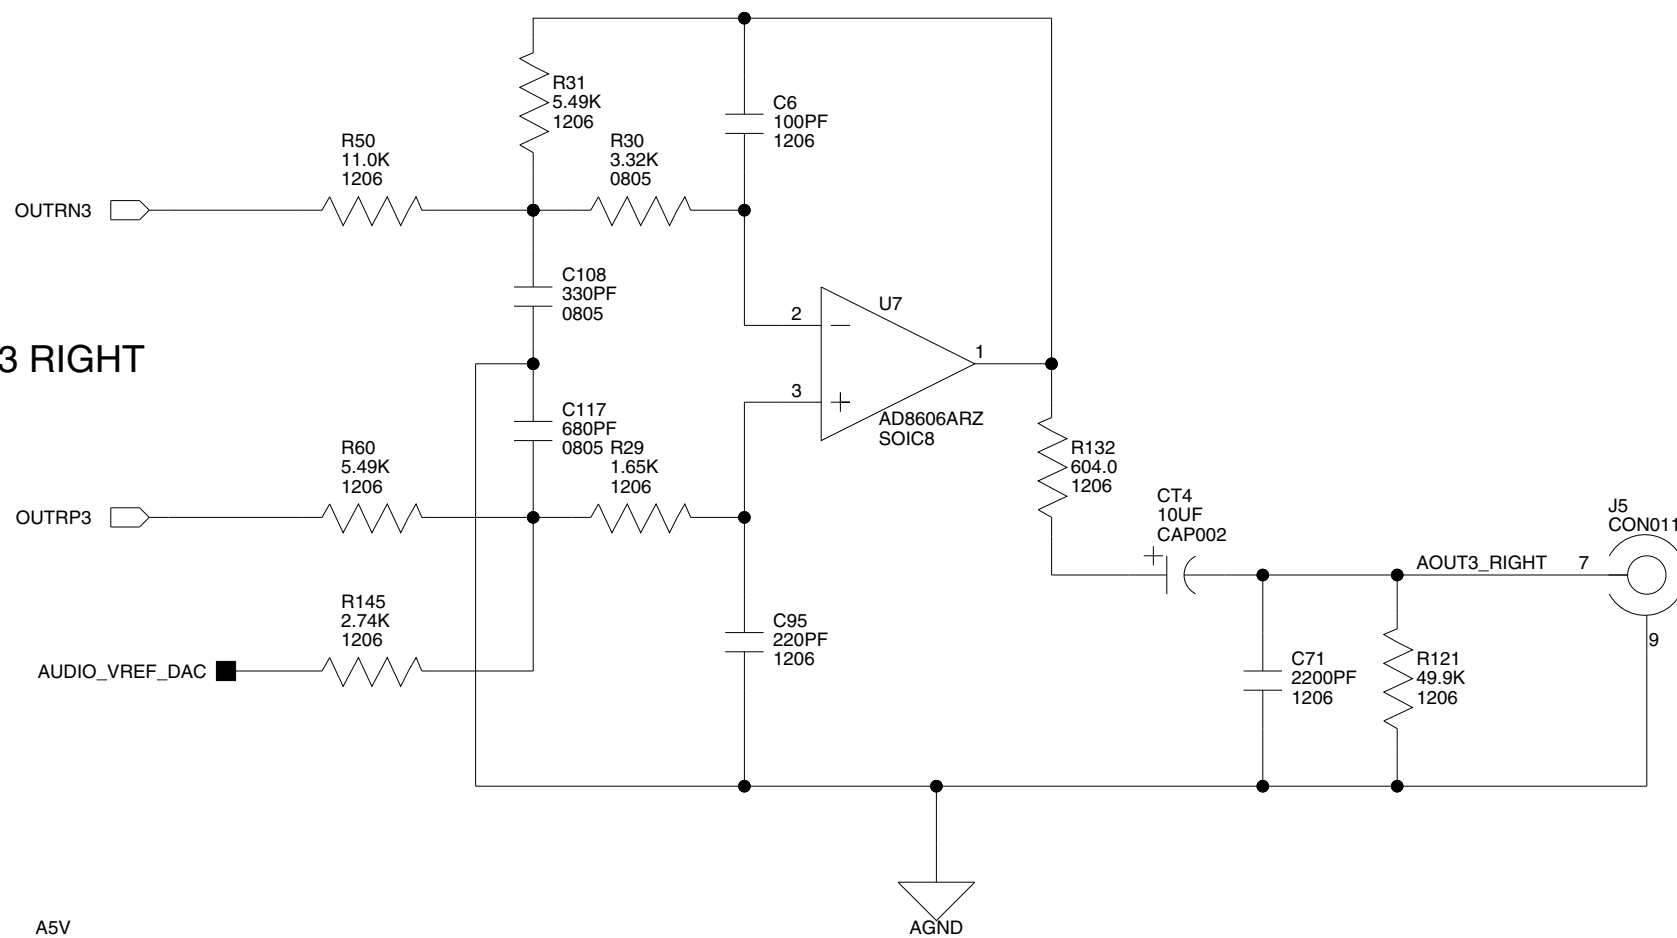 R31
5.49K
1206
C6
100PF
1206
R50
11.0K
1206
R30
3.32K
0805
OUTRN3
C108
330PF
0805
2
U7
3 RIGHT
1
3
AD8606ARZ
SOIC8
C117
680PF
0805
R60
5.49K
1206
R29
1.65K
1206
R132
604.0
1206
CT4
10UF
CAP002
OUTRP3
J5
CON011
AOUT3_RIGHT
7
R145
2.74K
1206
C95
220PF
1206
9
AUDIO_VREF_DAC
C71
2200PF
1206
R121
49.9K
1206
A5V
AGND